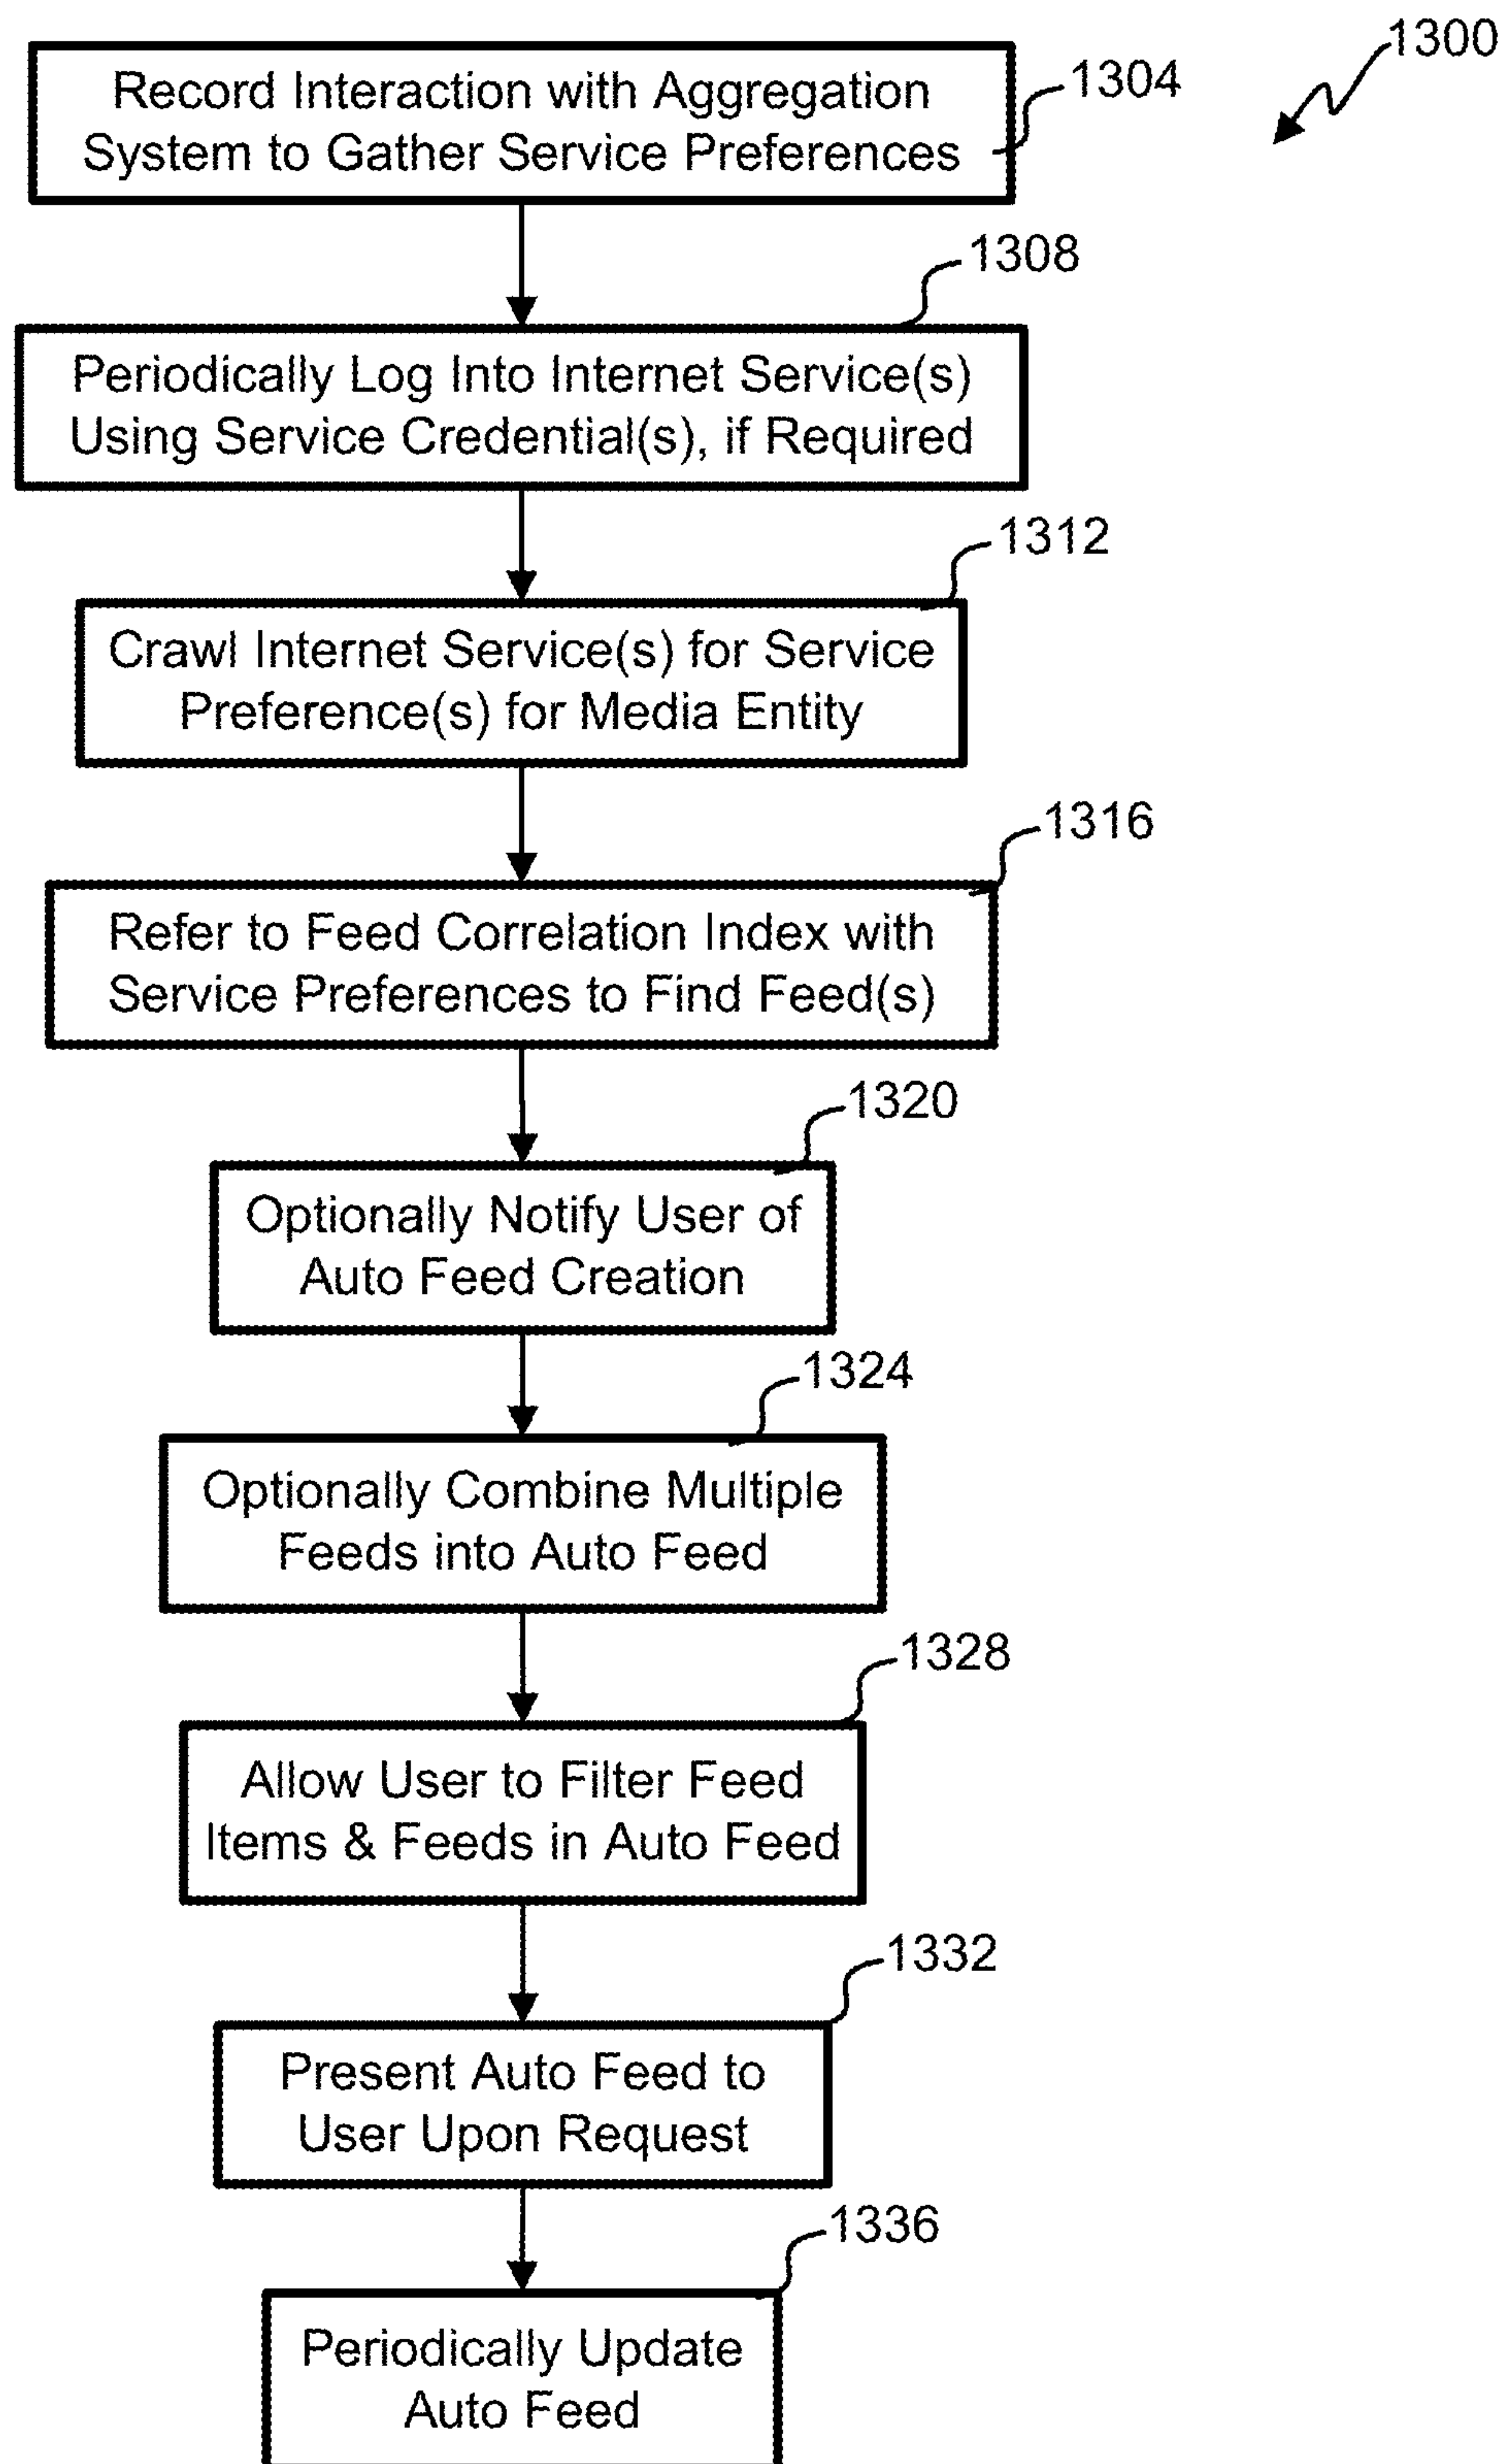 1300
Record Interaction with Aggregation
System to Gather Service Preferences
1304
1308
Periodically Log Into Internet Service(s)
Using Service Credential(s), if Required
1312
Crawl Internet Service(s) for Service
Preference(s) for Media Entity
1316
Refer to Feed Correlation Index with
Service Preferences to Find Feed(s)
1320
Optionally Notify User of
Auto Feed Creation
1324
Optionally Combine Multiple
Feeds into Auto Feed
1328
Allow User to Filter Feed
Items & Feeds in Auto Feed
1332
Present Auto Feed to
User Upon Request
1336
Periodically Update
Auto Feed